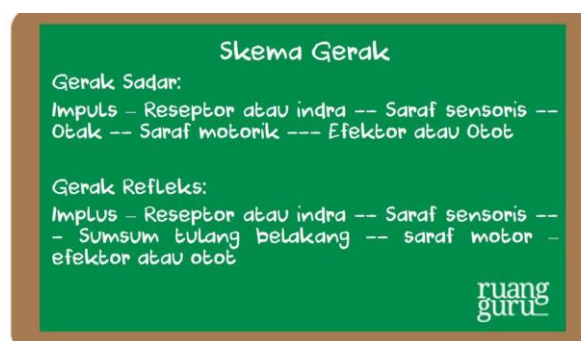 Skema Gerak
Gerak Sadar:
Impuls – Reseptor atau indra -- Saraf sensoris --
Otak -- Saraf motorik --- Efektor atau Otot
Gerak Refleks:
Implus – Reseptor atau indra -- Saraf sensoris --
- Sumsum tulang belakang -- saraf motor –
efektor atau otot
ruang
guru